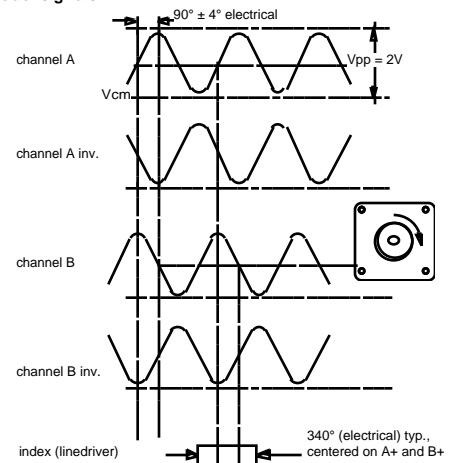 90° ± 4° electrical
channel A
Vpp = 2V
Vcm
channel A inv.
channel B
channel B inv.
index (linedriver)
340° (electrical) typ.,
centered on A+ and B+